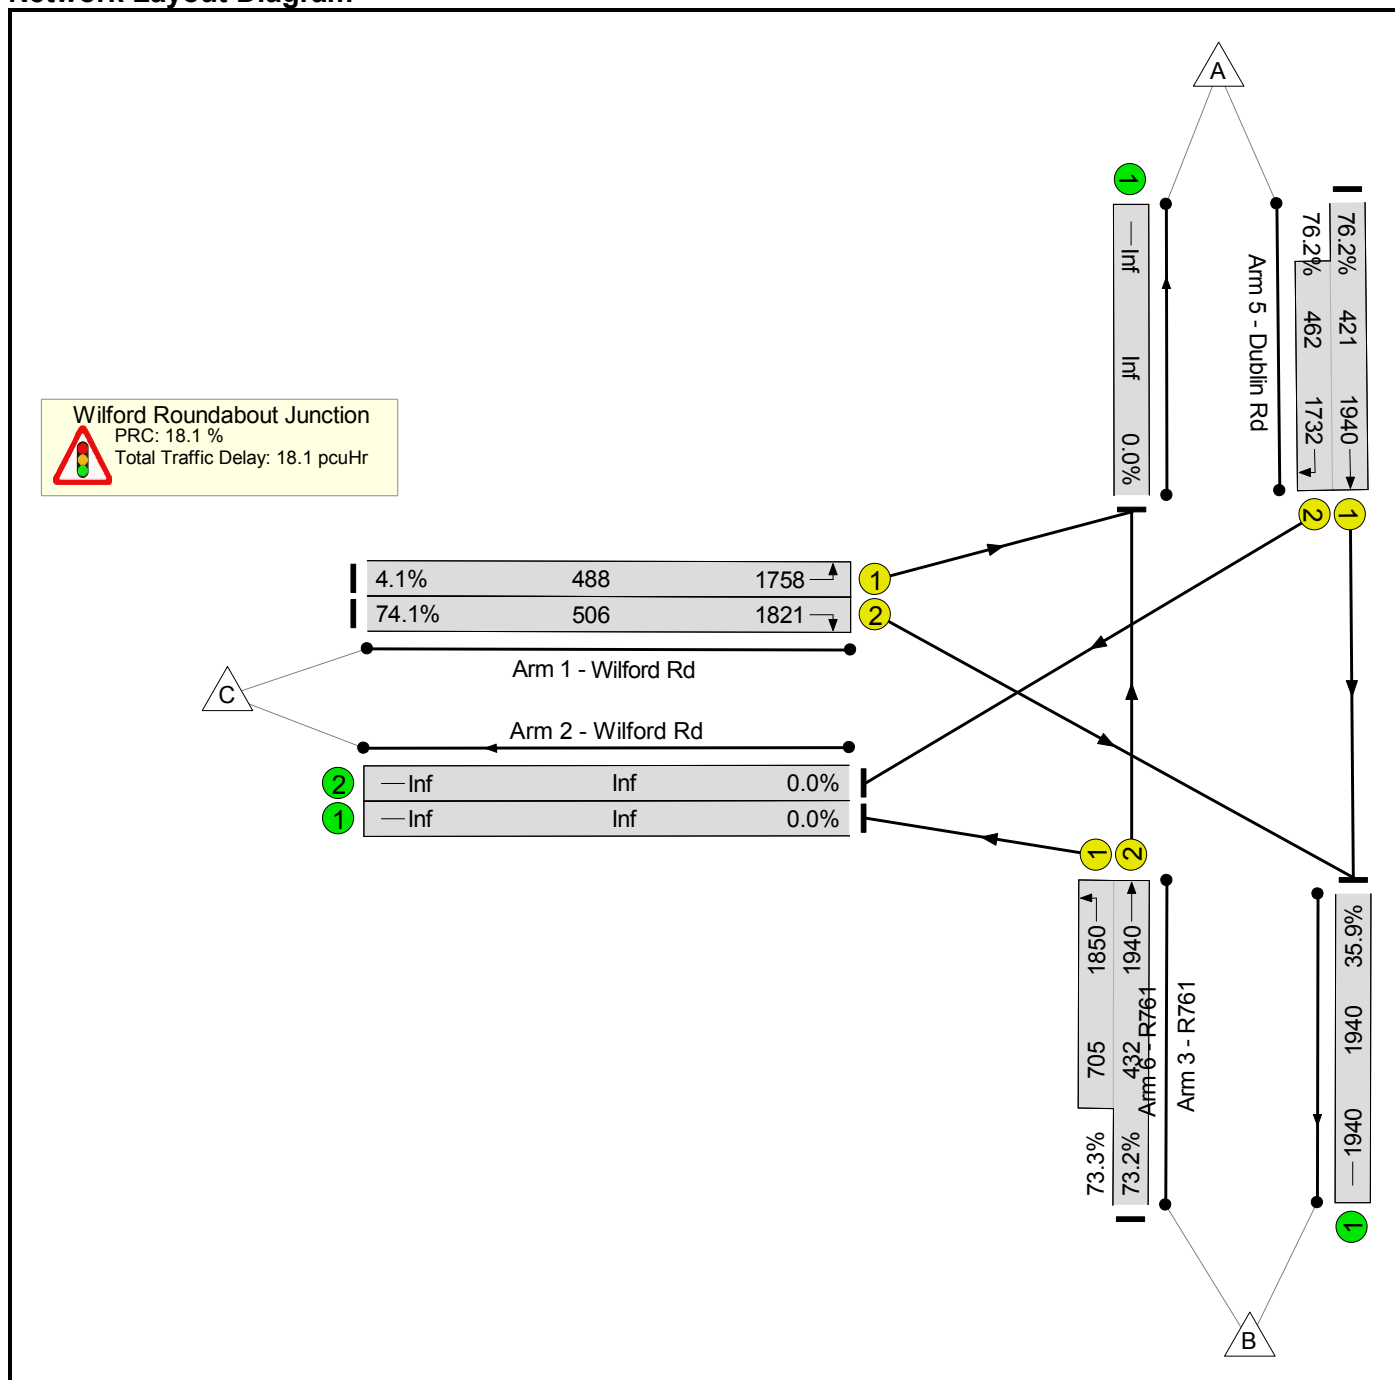 Network Layout Diagram
A
1
Inf
Inf
0.0%
Arm 5 - Dublin Rd
76.2% 462 1732
76.2% 421 1940
2
1
Wilford Roundabout Junction
PRC: 18.1 %
Total Traffic Delay: 18.1 pcuHr
4.1% 488 1758 1
74.1% 506 1821 2
Arm 1 - Wilford Rd
C
Arm 2 - Wilford Rd
2 Inf Inf 0.0%
1 Inf Inf 0.0%
1
2
73.3% 705 1850
73.2% 432 1940
Arm 6 - R761
Arm 3 - R761
1940 1940 35.9%
1
B